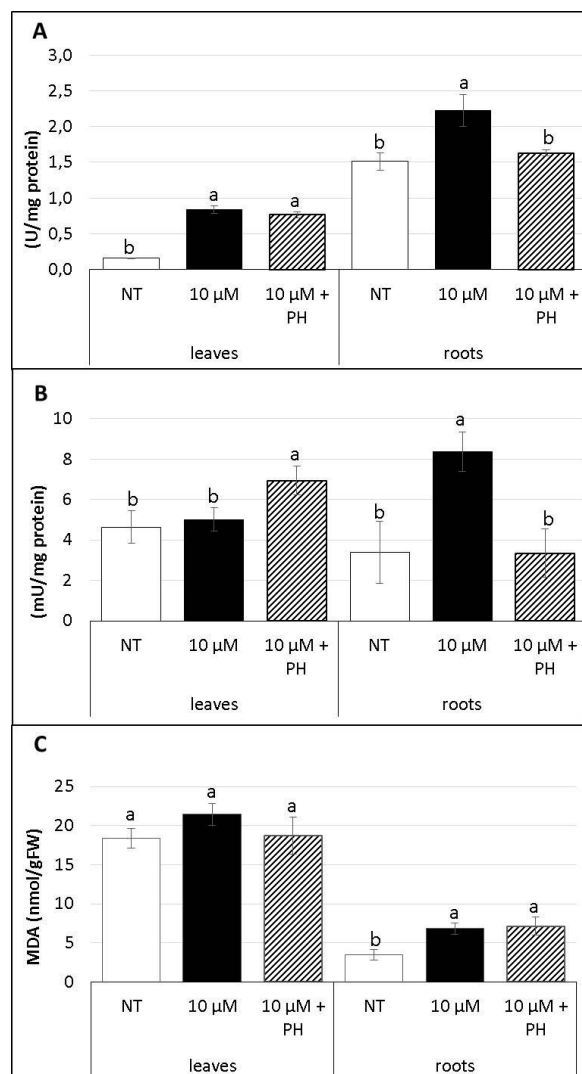 A
(U/mg protein)
3,0
2,5
2,0
1,5
1,0
0,5
0,0
b
a
a
b
a
b
NT 10 µM 10 µM + PH NT 10 µM 10 µM + PH
leaves roots
B
(mU/mg protein)
10
8
6
4
2
0
b
b
a
b
a
b
NT 10 µM 10 µM + PH NT 10 µM 10 µM + PH
leaves roots
C
MDA (nmol/gFW)
25
20
15
10
5
0
a
a
a
b
a
a
NT 10 µM 10 µM + PH NT 10 µM 10 µM + PH
leaves roots